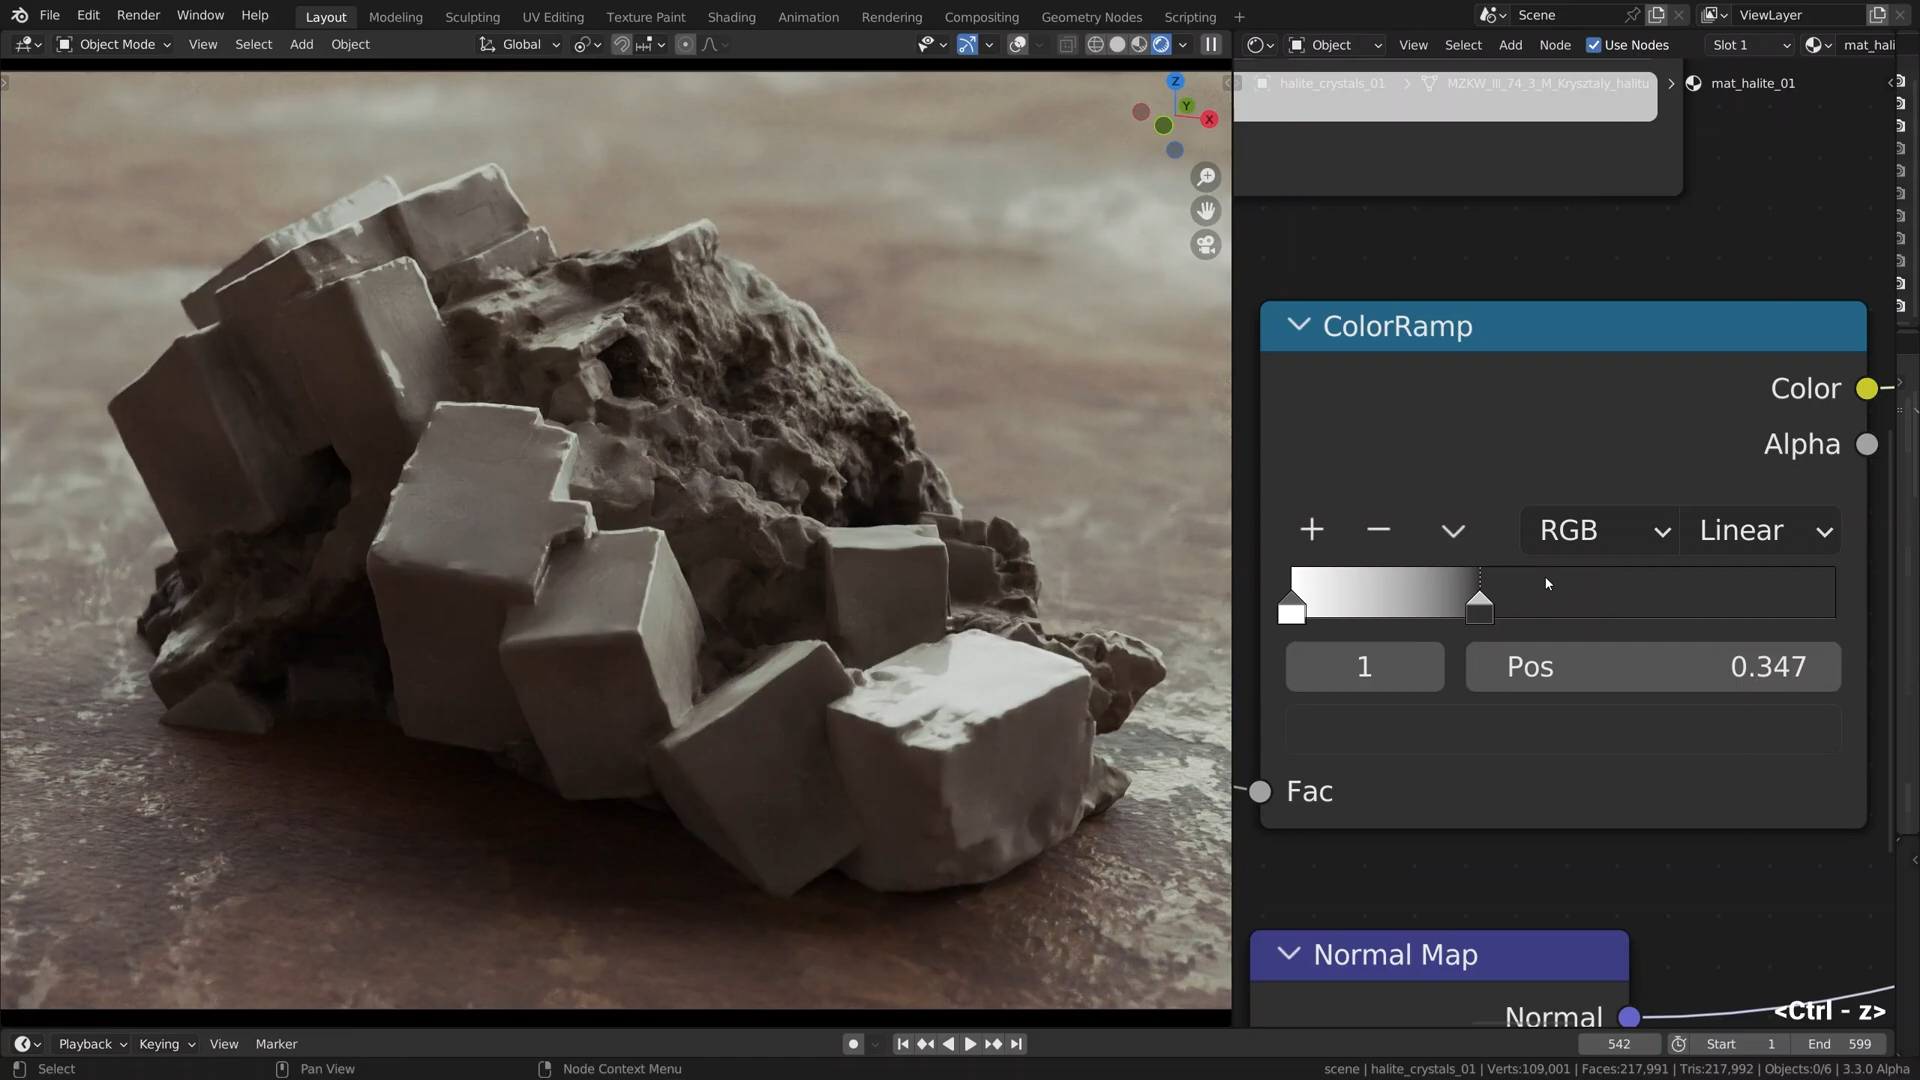 File Edit Render Window Help Layout Modeling Sculpting UV Editing Texture Paint Shading Animation Rendering Compositing Geometry Nodes Scripting + Scene ViewLayer
Object Mode View Select Add Object Global Object View Select Add Node Use Nodes Slot 1 mat_hali
halite_crystals_01 > MZKW_III_74_3_M_Krysztaly_halitu > mat_halite_01
Z
Y
X
ColorRamp
Color
Alpha
RGB Linear
1 Pos 0.347
Fac
Normal Map
Normal
<Ctrl - z>
Playback Keying View Marker 542 Start 1 End 599
Select Pan View Node Context Menu scene | halite_crystals_01 | Verts:109,001 | Faces:217,991 | Tris:217,992 | Objects:0/6 | 3.3.0 Alpha